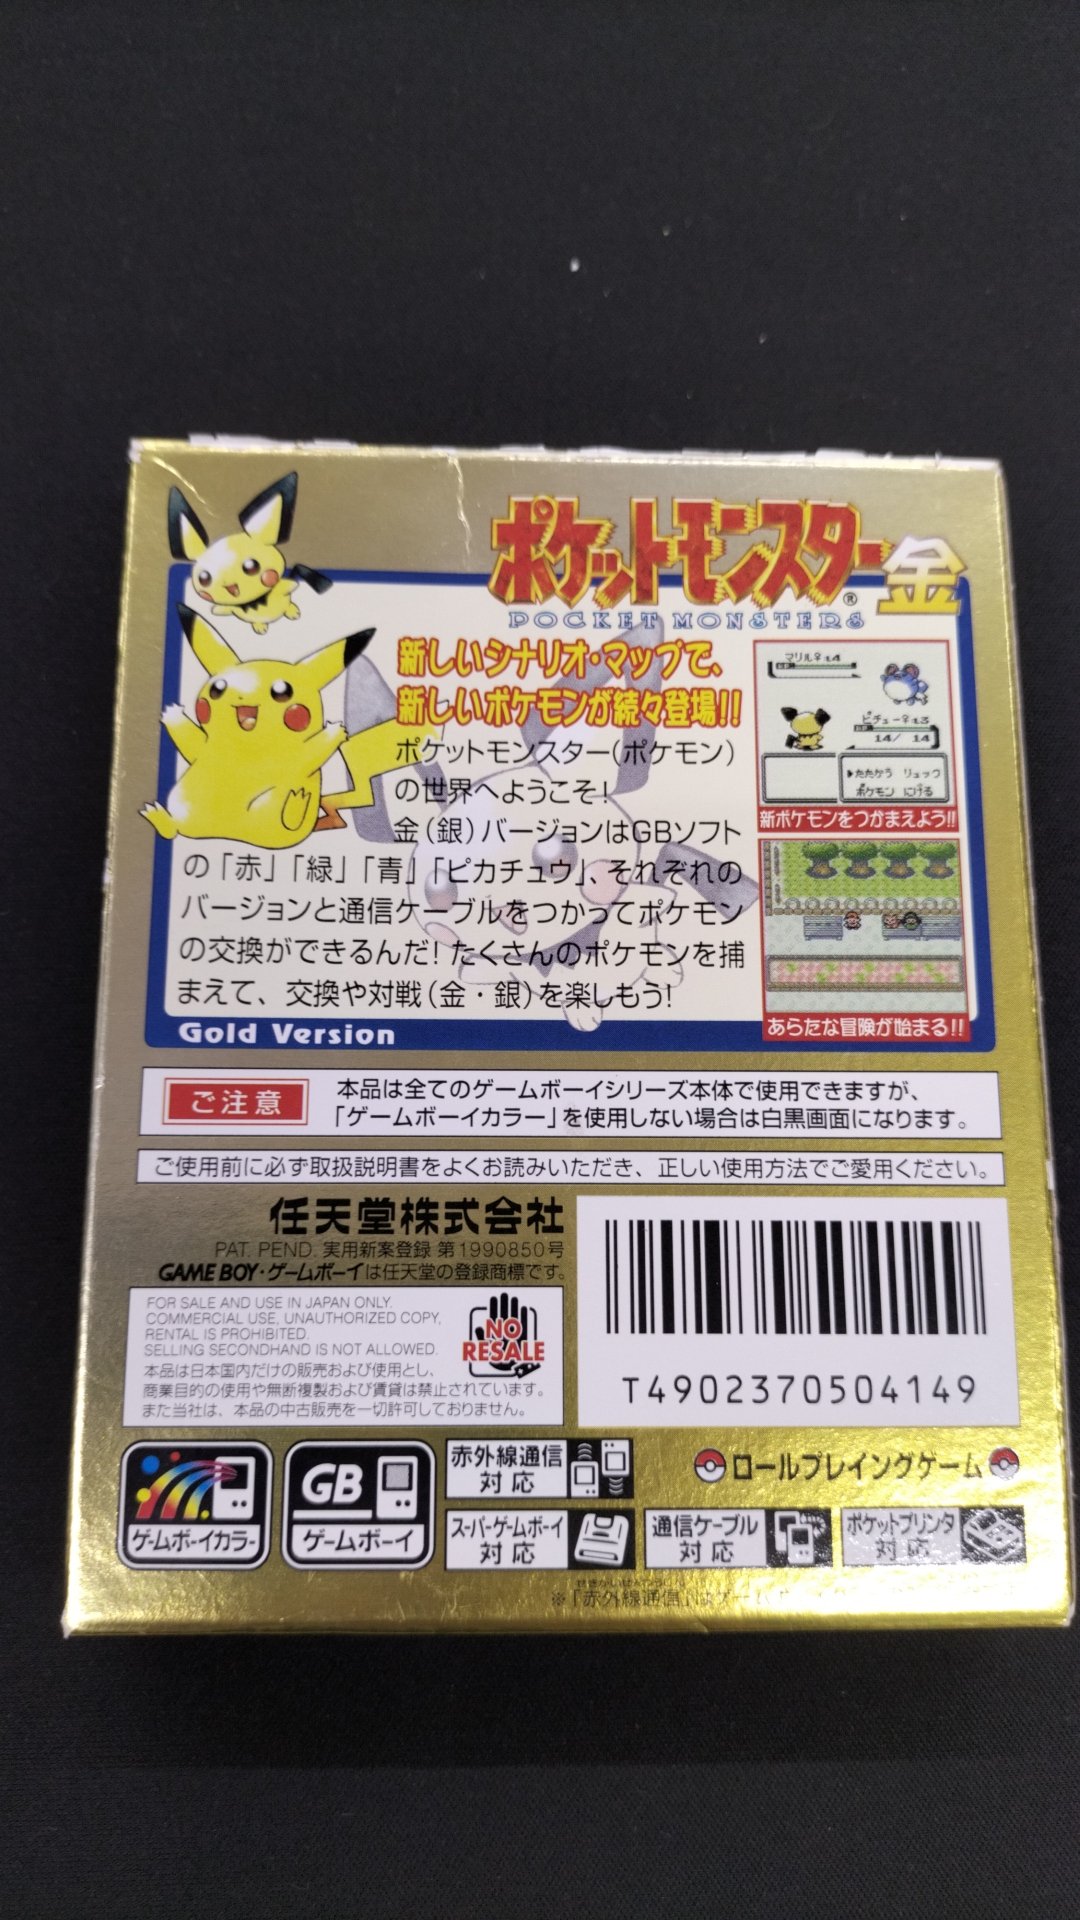 ポケットモンスター金
POCKET MONSTERS
新しいシナリオ・マップで、
新しいポケモンが続々登場!!
ポケットモンスター(ポケモン)
の世界へようこそ!
金(銀)バージョンはGBソフト
の「赤」「緑」「青」「ピカチュウ」、それぞれの
バージョンと通信ケーブルをつかってポケモン
の交換ができるんだ! たくさんのポケモンを捕
まえて、交換や対戦(金・銀)を楽しもう!
Gold Version
マリル♀:L4
ピチュー♀:L3
14/ 14
▶たたかう リュック
ポケモン にげる
新ポケモンをつかまえよう!!
あらたな冒険が始まる!!
ご注意
本品は全てのゲームボーイシリーズ本体で使用できますが、
「ゲームボーイカラー」を使用しない場合は白黒画面になります。
ご使用前に必ず取扱説明書をよくお読みいただき、正しい使用方法でご愛用ください。
任天堂株式会社
PAT. PEND. 実用新案登録 第1990850号
GAME BOY・ゲームボーイは任天堂の登録商標です。
FOR SALE AND USE IN JAPAN ONLY.
COMMERCIAL USE, UNAUTHORIZED COPY,
RENTAL IS PROHIBITED.
SELLING SECONDHAND IS NOT ALLOWED.
本品は日本国内だけの販売および使用とし、
商業目的の使用や無断複製および賃貸は禁止されています。
また当社は、本品の中古販売を一切許可しておりません。
NO
RESALE
T4902370504149
ゲームボーイカラー
GB
ゲームボーイ
赤外線通信
対応
スーパーゲームボーイ
対応
ロールプレイングゲーム
通信ケーブル
対応
ポケットプリンタ
対応
※「赤外線通信」はゲーム